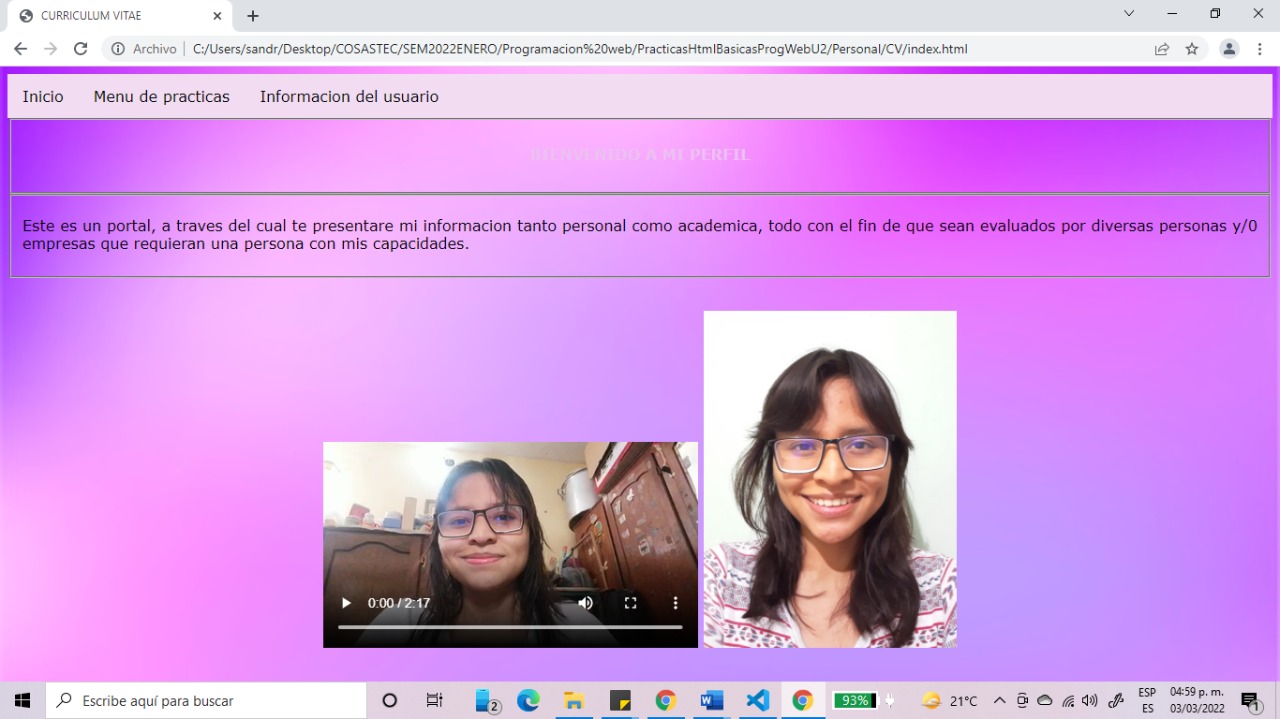 CURRICULUM VITAE
Archivo
C:/Users/sandr/Desktop/COSASTEC/SEM2022ENERO/Programacion%20web/PracticasHtmlBasicasProgWebU2/Personal/CV/index.html
Inicio Menu de practicas Informacion del usuario
BIENVENIDO A MI PERFIL
Este es un portal, a traves del cual te presentare mi informacion tanto personal como academica, todo con el fin de que sean evaluados por diversas personas y/0
empresas que requieran una persona con mis capacidades.
0:00 / 2:17
Escribe aquí para buscar
2
93%
21°C
ESP
ES
04:59 p. m.
03/03/2022
1